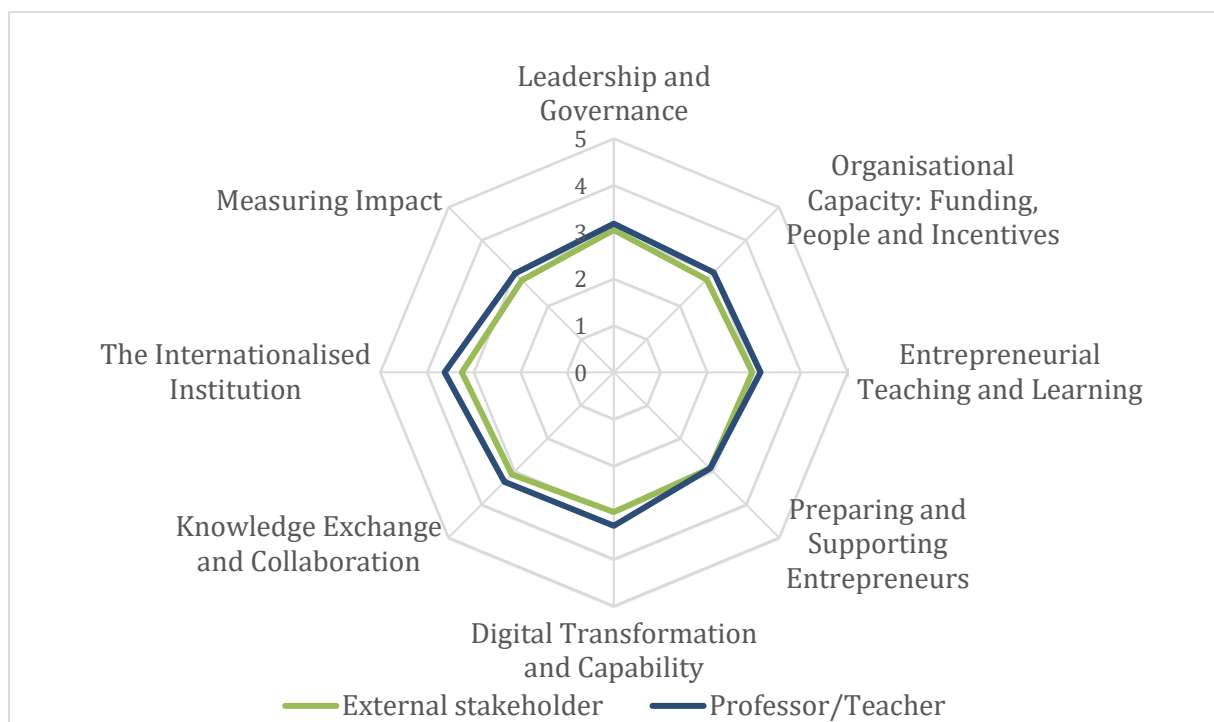 Leadership and
Governance
Organisational
Capacity: Funding,
People and Incentives
Entrepreneurial
Teaching and Learning
Preparing and
Supporting
Entrepreneurs
Digital Transformation
and Capability
Knowledge Exchange
and Collaboration
The Internationalised
Institution
Measuring Impact
5
4
3
2
1
0
External stakeholder
Professor/Teacher